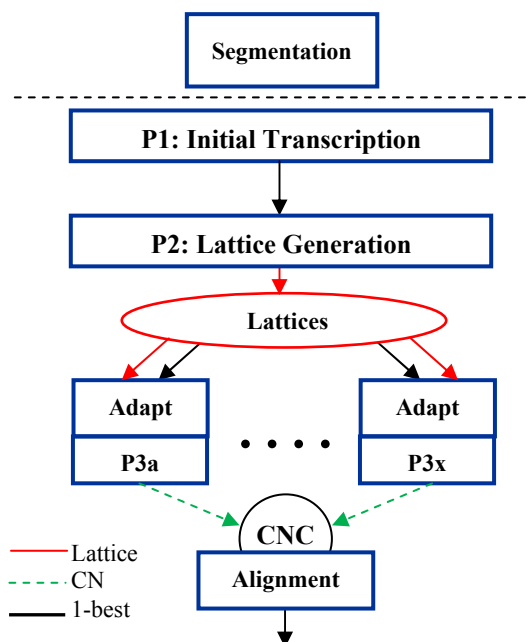 Segmentation
P1: Initial Transcription
P2: Lattice Generation
Lattices
Adapt
Adapt
P3a
P3x
CNC
Alignment
Lattice
CN
1-best